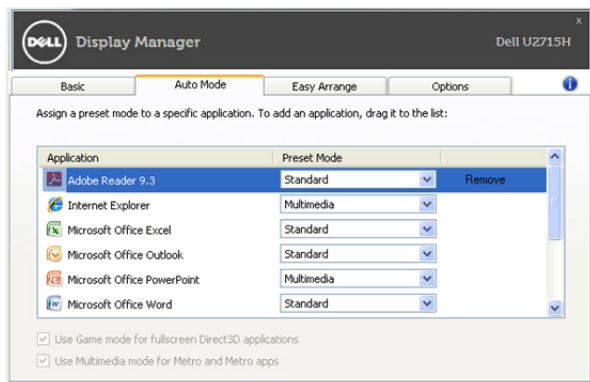 DELL Display Manager
x
Dell U2715H
Basic Auto Mode Easy Arrange Options i
Assign a preset mode to a specific application. To add an application, drag it to the list:
Application Preset Mode
Adobe Reader 9.3 Standard Remove
Internet Explorer Multimedia
Microsoft Office Excel Standard
Microsoft Office Outlook Standard
Microsoft Office PowerPoint Multimedia
Microsoft Office Word Standard
Use Game mode for fullscreen Direct3D applications
Use Multimedia mode for Metro and Metro apps